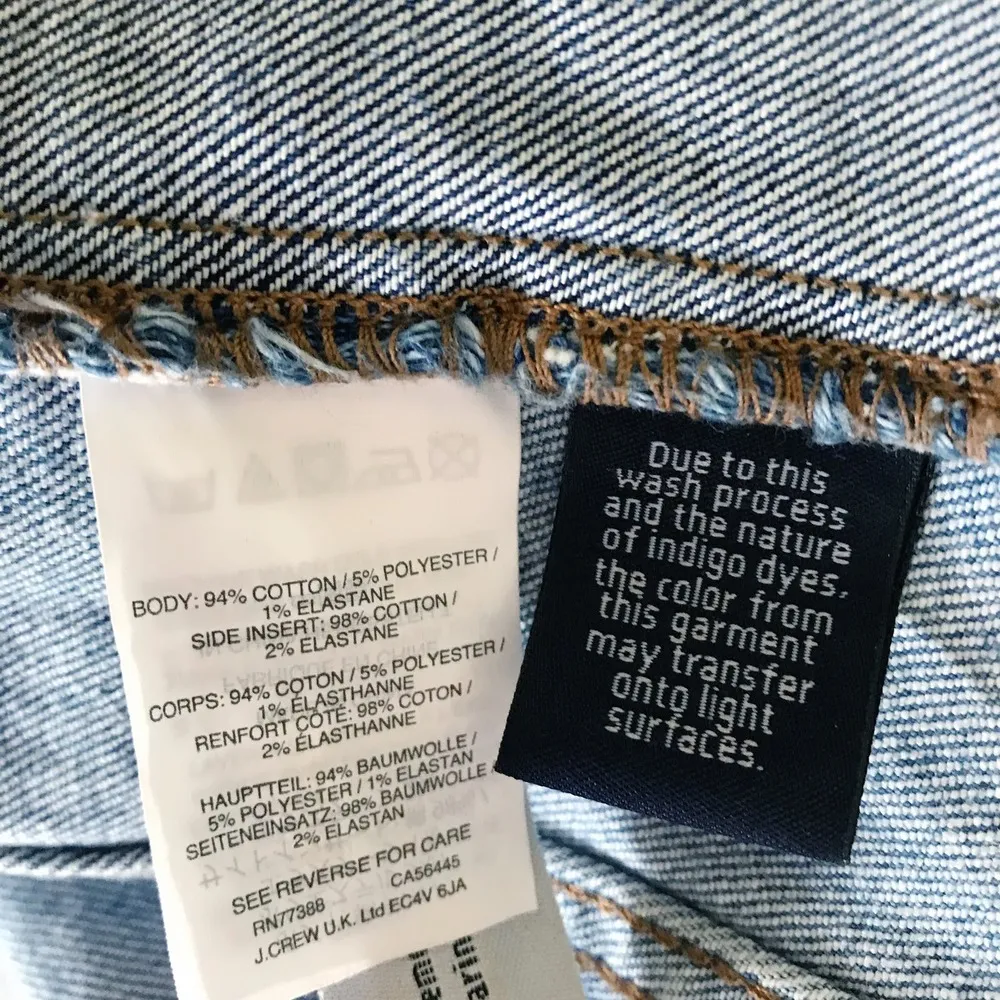 BODY: 94% COTTON / 5% POLYESTER /
1% ELASTANE
SIDE INSERT: 98% COTTON /
2% ELASTANE
CORPS: 94% COTON / 5% POLYESTER /
1% ÉLASTHANNE
RENFORT CÔTÉ: 98% COTON /
2% ÉLASTHANNE
HAUPTTEIL: 94% BAUMWOLLE /
5% POLYESTER / 1% ELASTAN
SEITENEINSATZ: 98% BAUMWOLLE /
2% ELASTAN
SEE REVERSE FOR CARE
RN77388 CA56445
J.CREW U.K. Ltd EC4V 6JA
Due to this
wash process
and the nature
of indigo dyes,
the color from
this garment
may transfer
onto light
surfaces.